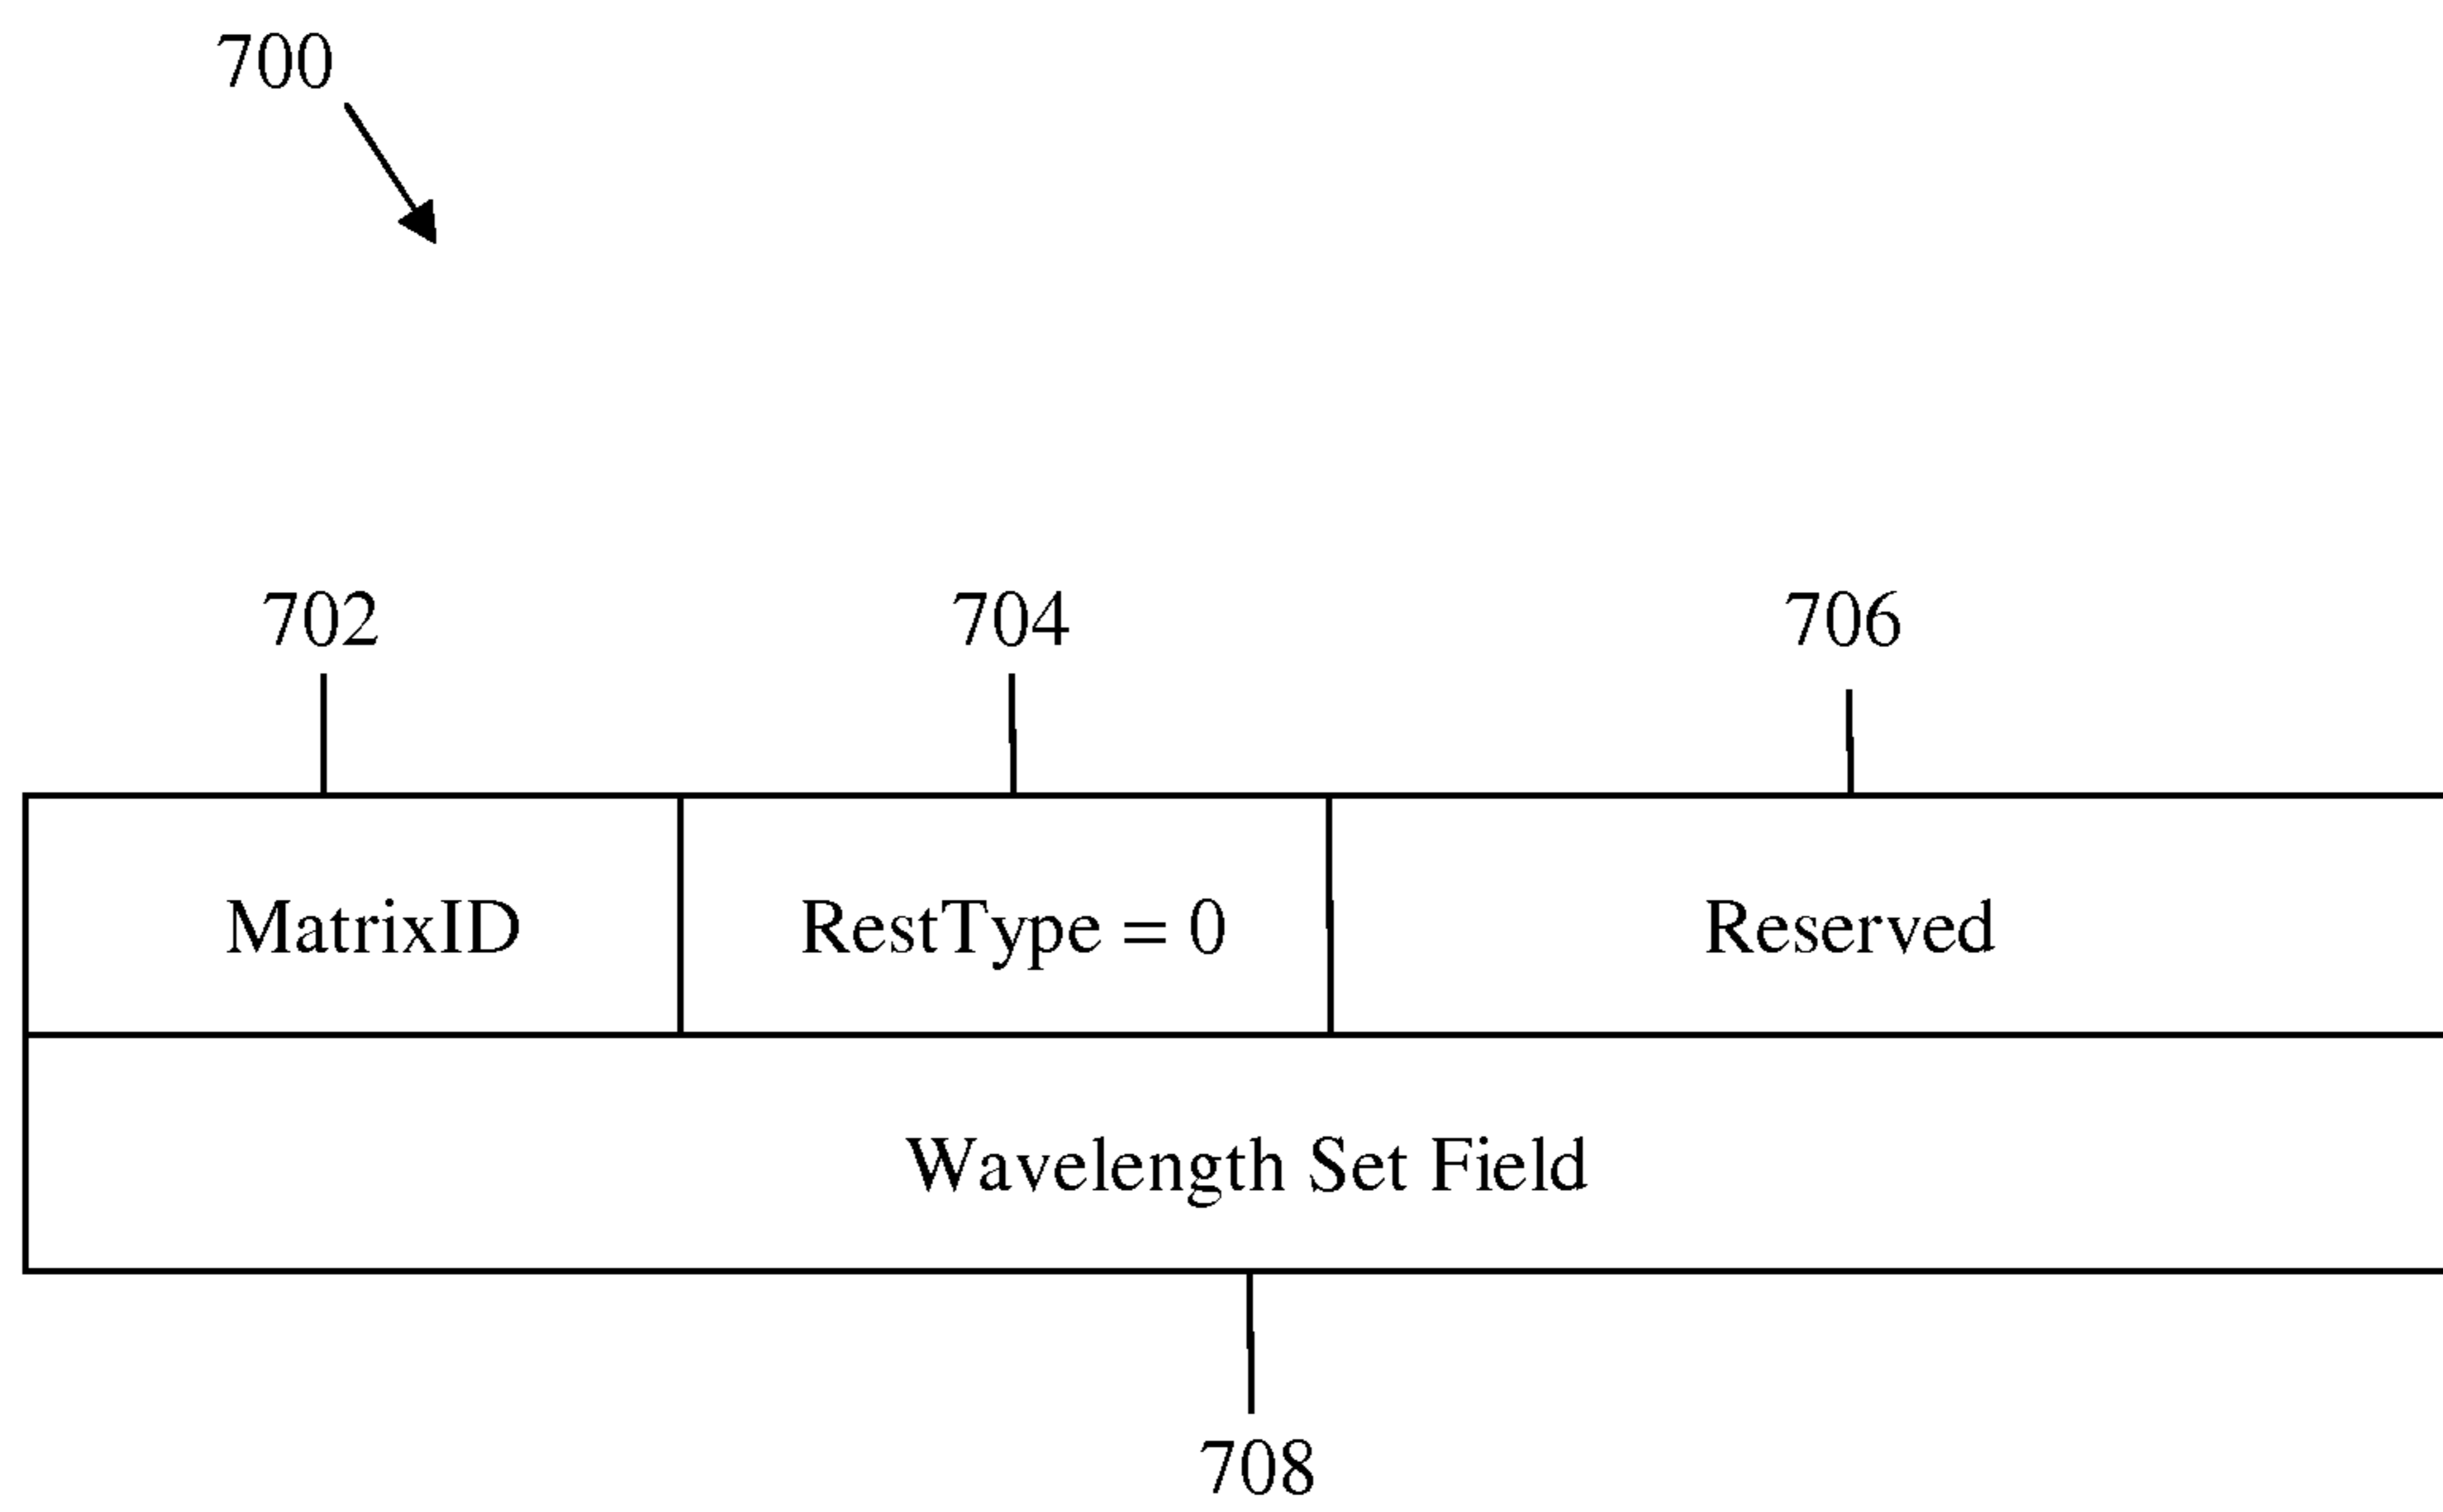 700
702 704 706
MatrixID RestType = 0 Reserved
Wavelength Set Field
708